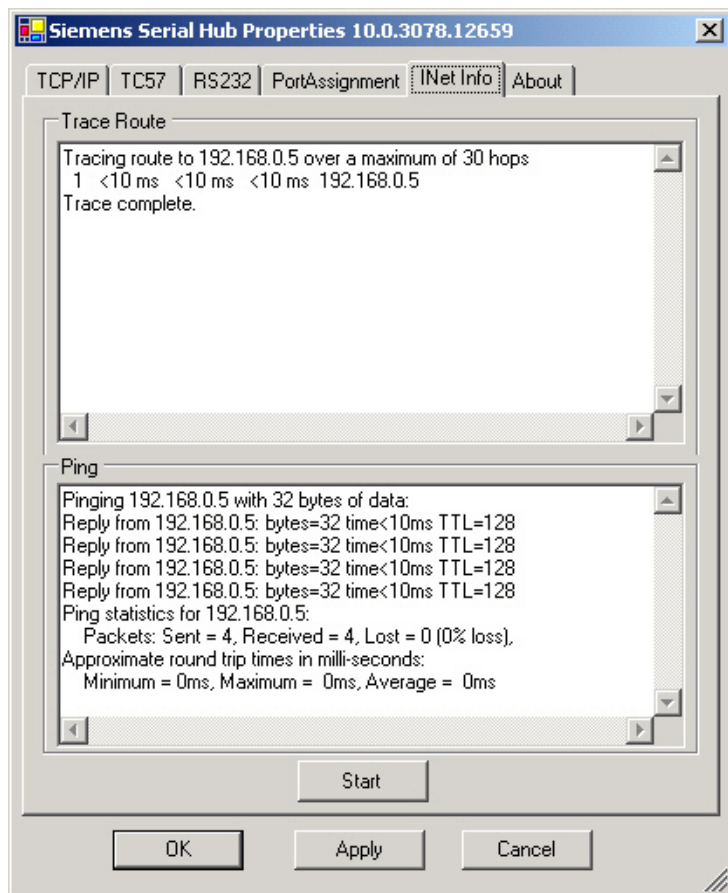 Siemens Serial Hub Properties 10.0.3078.12659
TCP/IP TC57 RS232 PortAssignment INet Info About
Trace Route
Tracing route to 192.168.0.5 over a maximum of 30 hops
1 <10 ms <10 ms <10 ms 192.168.0.5
Trace complete.
Ping
Pinging 192.168.0.5 with 32 bytes of data:
Reply from 192.168.0.5: bytes=32 time<10ms TTL=128
Reply from 192.168.0.5: bytes=32 time<10ms TTL=128
Reply from 192.168.0.5: bytes=32 time<10ms TTL=128
Reply from 192.168.0.5: bytes=32 time<10ms TTL=128
Ping statistics for 192.168.0.5:
Packets: Sent = 4, Received = 4, Lost = 0 (0% loss),
Approximate round trip times in milli-seconds:
Minimum = 0ms, Maximum = 0ms, Average = 0ms
Start
OK Apply Cancel